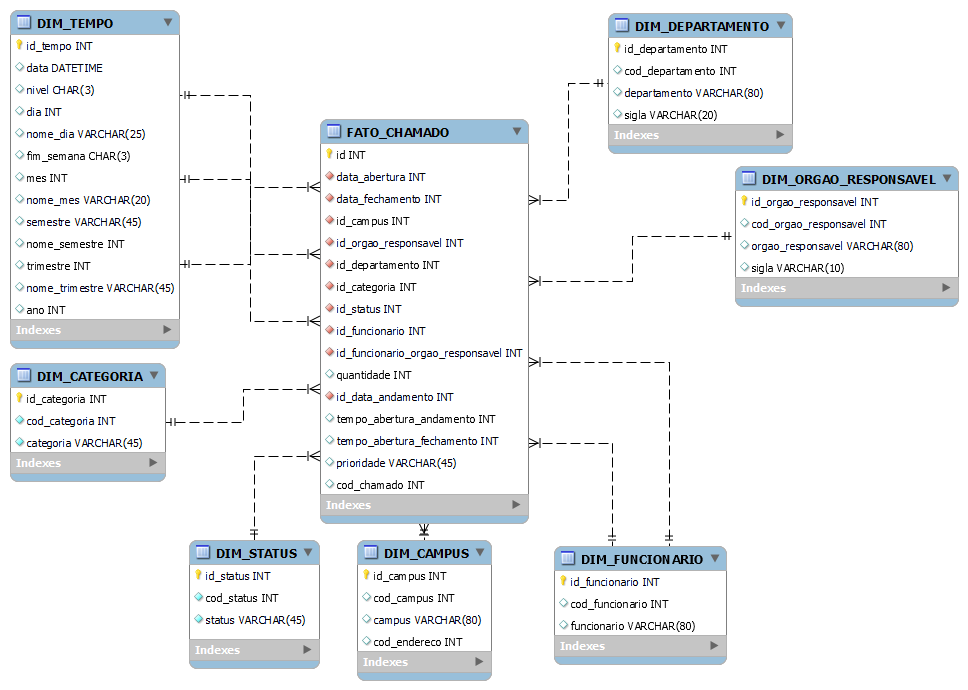 DIM_TEMPO
id_tempo INT
data DATETIME
nivel CHAR(3)
dia INT
nome_dia VARCHAR(25)
fim_semana CHAR(3)
mes INT
nome_mes VARCHAR(20)
semestre VARCHAR(45)
nome_semestre INT
trimestre INT
nome_trimestre VARCHAR(45)
ano INT
Indexes
DIM_CATEGORIA
id_categoria INT
cod_categoria INT
categoria VARCHAR(45)
Indexes
FATO_CHAMADO
id INT
data_abertura INT
data_fechamento INT
id_campus INT
id_orgao_responsavel INT
id_departamento INT
id_categoria INT
id_status INT
id_funcionario INT
id_funcionario_orgao_responsavel INT
quantidade INT
id_data_andamento INT
tempo_abertura_andamento INT
tempo_abertura_fechamento INT
prioridade VARCHAR(45)
cod_chamado INT
Indexes
DIM_DEPARTAMENTO
id_departamento INT
cod_departamento INT
departamento VARCHAR(80)
sigla VARCHAR(20)
Indexes
DIM_ORGAO_RESPONSAVEL
id_orgao_responsavel INT
cod_orgao_responsavel INT
orgao_responsavel VARCHAR(80)
sigla VARCHAR(10)
Indexes
DIM_STATUS
id_status INT
cod_status INT
status VARCHAR(45)
Indexes
DIM_CAMPUS
id_campus INT
cod_campus INT
campus VARCHAR(80)
cod_endereco INT
Indexes
DIM_FUNCIONARIO
id_funcionario INT
cod_funcionario INT
funcionario VARCHAR(80)
Indexes